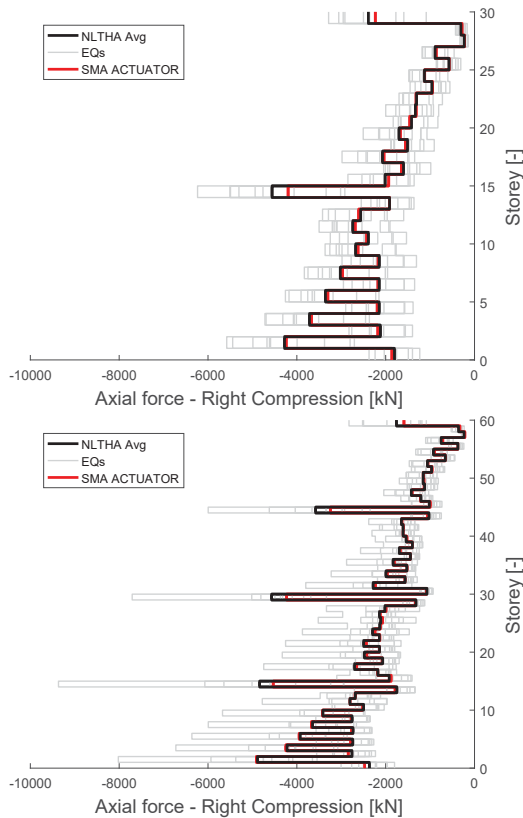 NLTHA Avg
EQs
SMA ACTUATOR
30
25
20
15
10
5
0
Storey [-]
-10000 -8000 -6000 -4000 -2000 0
Axial force - Right Compression [kN]
NLTHA Avg
EQs
SMA ACTUATOR
60
50
40
30
20
10
0
Storey [-]
-10000 -8000 -6000 -4000 -2000 0
Axial force - Right Compression [kN]